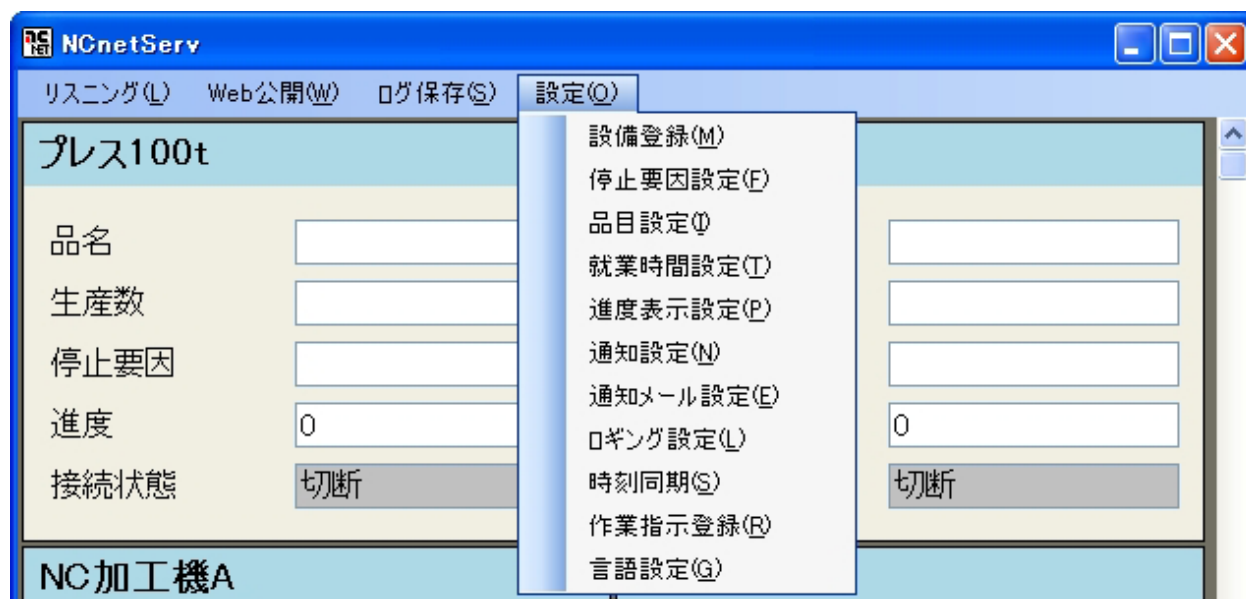 NC NET NCnetServ
リスニング(L) Web公開(W) ログ保存(S) 設定(O)
プレス100t
設備登録(M)
停止要因設定(F)
品目設定(I)
就業時間設定(T)
進度表示設定(P)
通知設定(N)
通知メール設定(E)
ロギング設定(L)
時刻同期(S)
作業指示登録(R)
言語設定(G)
品名
生産数
停止要因
進度 0 0
接続状態 切断 切断
NC加工機A